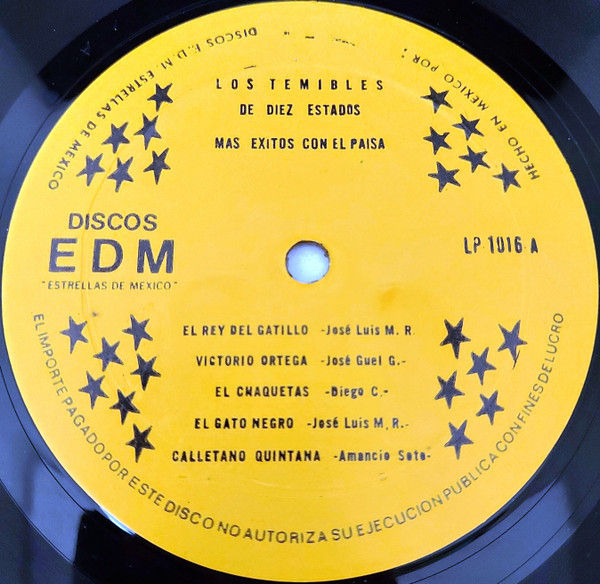 DISCOS E. D. M. ESTRELLAS DE MEXICO
HECHO EN MEXICO POR:
LOS TEMIBLES
DE DIEZ ESTADOS
MAS EXITOS CON EL PAISA
DISCOS
EDM
"ESTRELLAS DE MEXICO"
LP 1016 A
EL REY DEL GATILLO -José Luis M. R.
VICTORIO ORTEGA -José Guel G.-
EL CHAQUETAS -Diego C.-
EL GATO NEGRO -José Luis M, R.-
CALLETANO QUINTANA -Amancio Soto-
EL IMPORTE PAGADO POR ESTE DISCO NO AUTORIZA SU EJECUCION PUBLICA CON FINES DE LUCRO